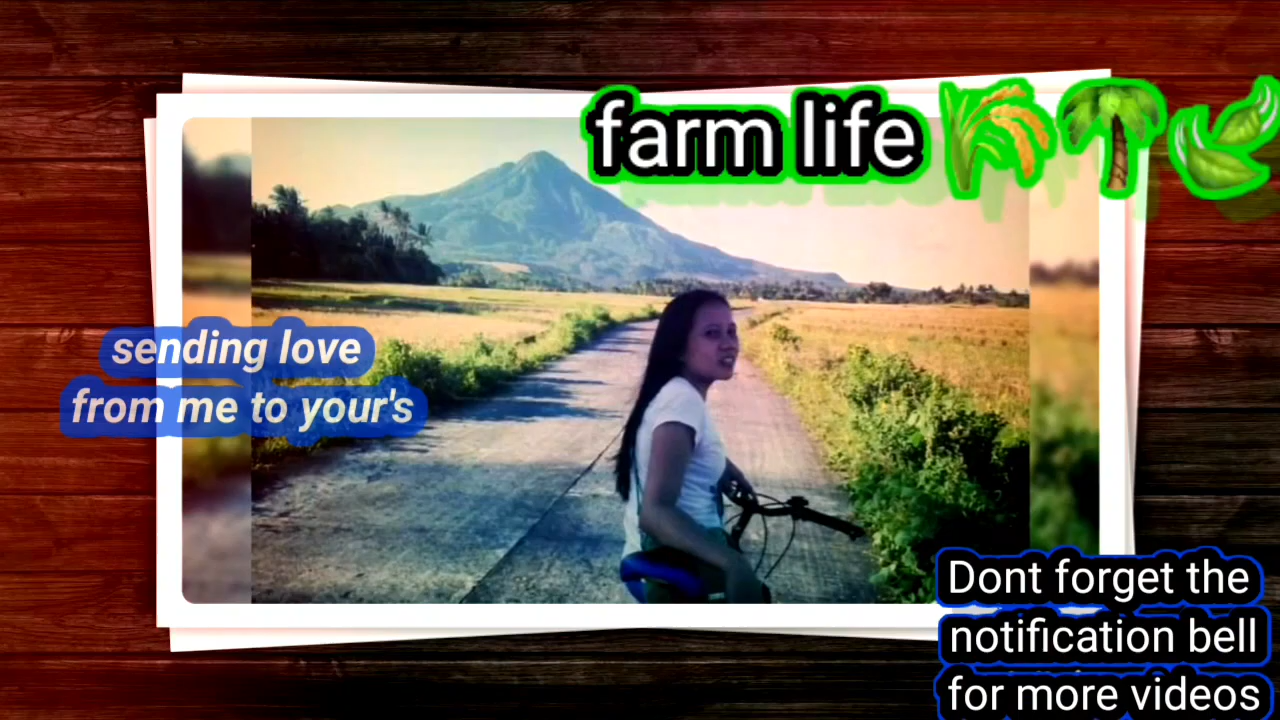 farm life 🌾🌴🍃
sending love
from me to your's
Dont forget the
notification bell
for more videos